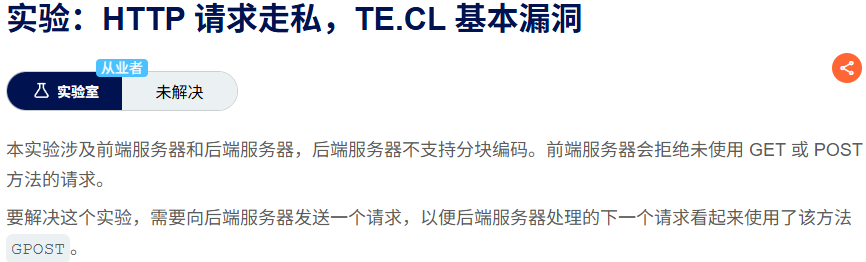 实验：HTTP 请求走私，TE.CL 基本漏洞
从业者
实验室
未解决
本实验涉及前端服务器和后端服务器，后端服务器不支持分块编码。前端服务器会拒绝未使用 GET 或 POST
方法的请求。
要解决这个实验，需要向后端服务器发送一个请求，以便后端服务器处理的下一个请求看起来使用了该方法
GPOST。